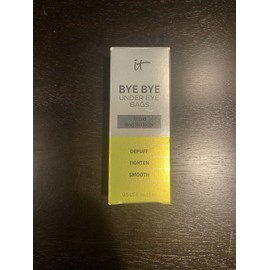 it
BYE BYE
UNDER EYE
BAGS
DEPUFF
TIGHTEN
SMOOTH